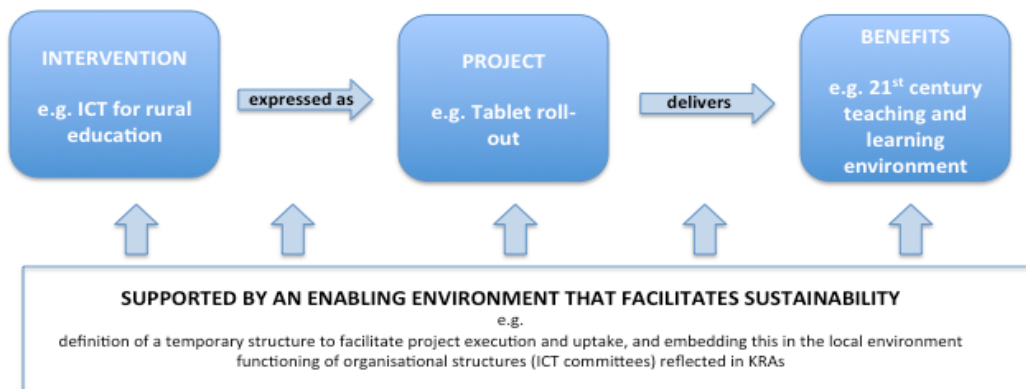 INTERVENTION
e.g. ICT for rural
education
expressed as
PROJECT
e.g. Tablet roll-
out
delivers
BENEFITS
e.g. 21st century
teaching and
learning
environment
SUPPORTED BY AN ENABLING ENVIRONMENT THAT FACILITATES SUSTAINABILITY
e.g.
definition of a temporary structure to facilitate project execution and uptake, and embedding this in the local environment
functioning of organisational structures (ICT committees) reflected in KRAs